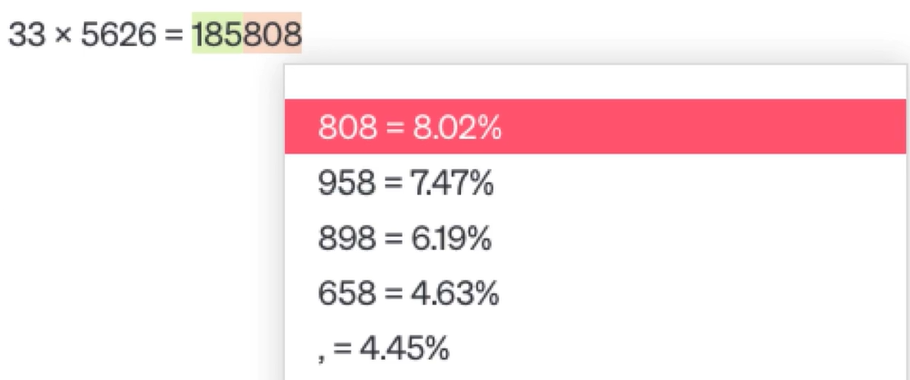 33 × 5626 = 185808
808 = 8.02%
958 = 7.47%
898 = 6.19%
658 = 4.63%
, = 4.45%